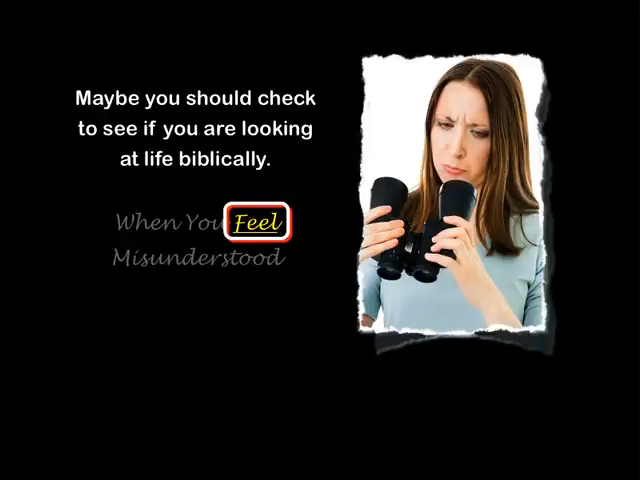 Maybe you should check
to see if you are looking
at life biblically.
When You Feel
Misunderstood